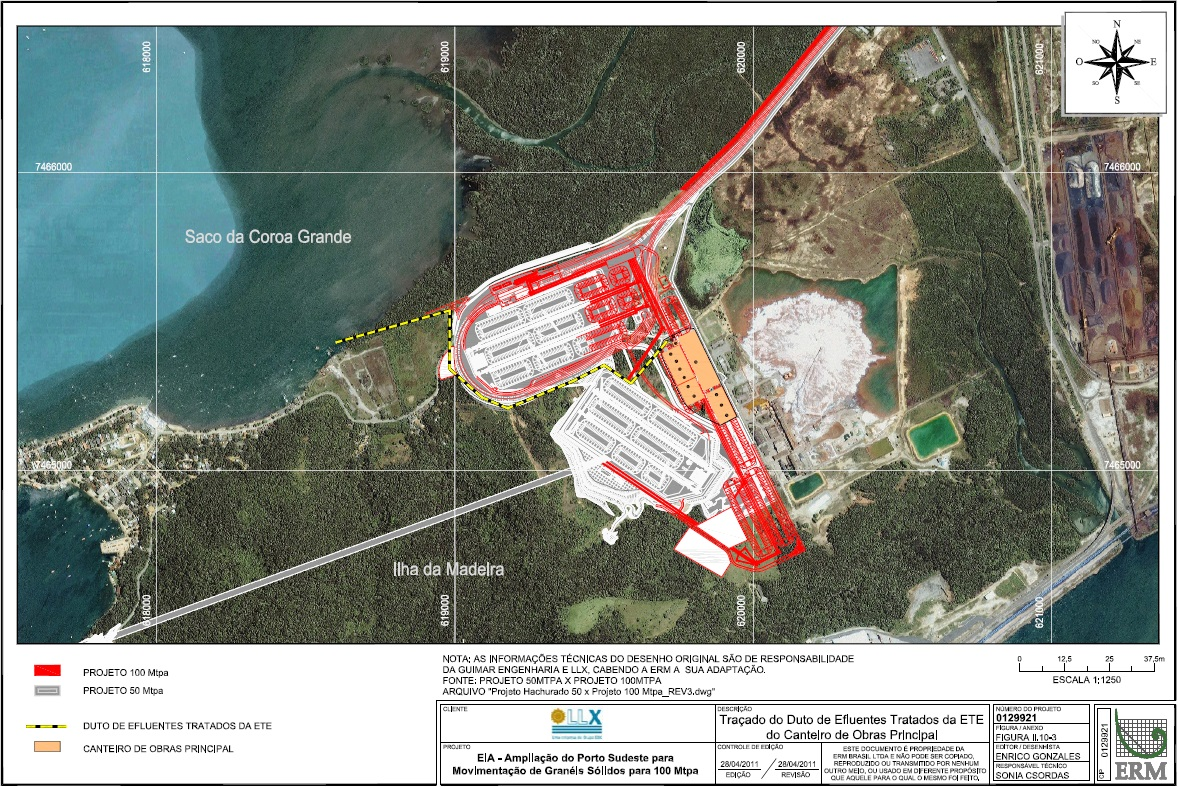 618000
619000
620000
621000
N
NO
NE
O
E
SO
SE
S
7466000
7466000
Saco da Coroa Grande
7465000
7465000
Ilha da Madeira
618000
619000
620000
621000
PROJETO 100 Mtpa
PROJETO 50 Mtpa
DUTO DE EFLUENTES TRATADOS DA ETE
CANTEIRO DE OBRAS PRINCIPAL
NOTA: AS INFORMAÇÕES TÉCNICAS DO DESENHO ORIGINAL SÃO DE RESPONSABILIDADE
DA GUIMAR ENGENHARIA E LLX, CABENDO A ERM A SUA ADAPTAÇÃO.
FONTE: PROJETO 50MTPA X PROJETO 100MTPA
ARQUIVO "Projeto Hachurado 50 x Projeto 100 Mtpa_REV3.dwg"
0 12,5 25 37,5m
ESCALA 1:1250
CLIENTE
LLX
PROJETO
EIA - Ampliação do Porto Sudeste para
Movimentação de Granéis Sólidos para 100 Mtpa
DESCRIÇÃO
Traçado do Duto de Efluentes Tratados da ETE
do Canteiro de Obras Principal
CONTROLE DE EDIÇÃO
28/04/2011 28/04/2011
EDIÇÃO REVISÃO
ESTE DOCUMENTO É PROPRIEDADE DA
ERM BRASIL LTDA E NÃO PODE SER COPIADO,
REPRODUZIDO OU TRANSMITIDO POR NENHUM
OUTRO MEIO, OU USADO EM DIFERENTE PROPÓSITO
QUE AQUELE PARA O QUAL O MESMO FOI FEITO,
NÚMERO DO PROJETO
0129921
FIGURA / ANEXO
FIGURA II.10-3
EDITOR / DESENHISTA
ENRICO GONZALES
RESPONSÁVEL TÉCNICO
SONIA CSORDAS
C/P 0129921
ERM